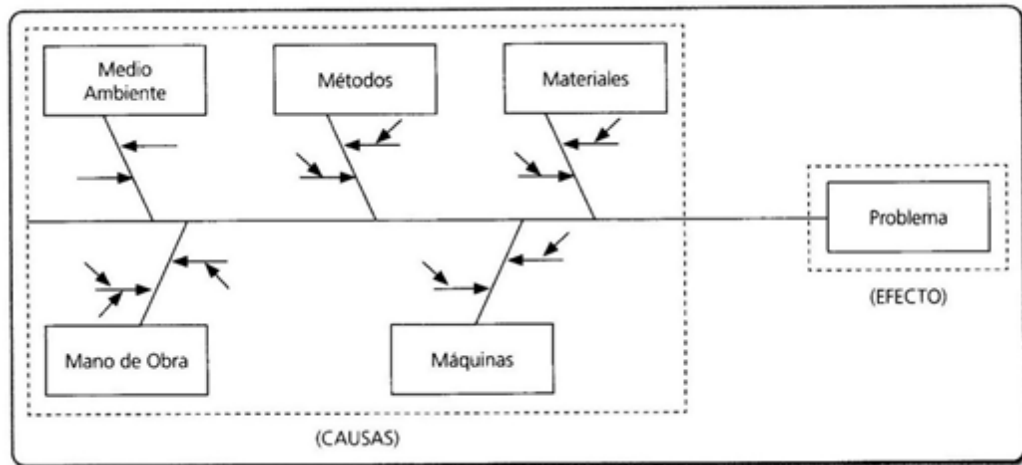 Medio
Ambiente
Métodos
Materiales
Problema
(EFECTO)
Mano de Obra
Máquinas
(CAUSAS)